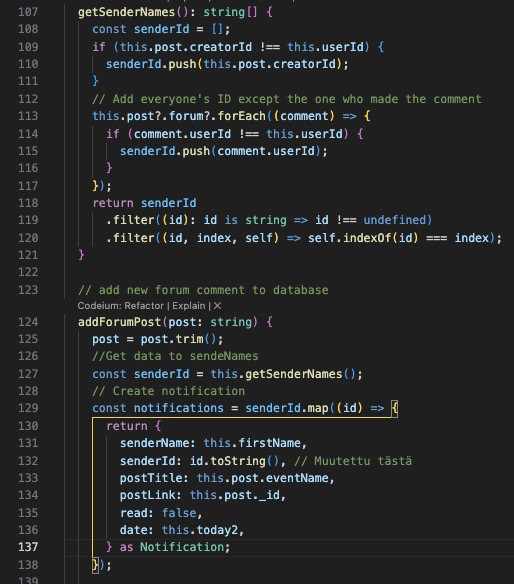 107 getSenderNames(): string[] {
108 const senderId = [];
109 if (this.post.creatorId !== this.userId) {
110 senderId.push(this.post.creatorId);
111 }
112 // Add everyone's ID except the one who made the comment
113 this.post?.forum?.forEach((comment) => {
114 if (comment.userId !== this.userId) {
115 senderId.push(comment.userId);
116 }
117 });
118 return senderId
119 .filter((id): id is string => id !== undefined)
120 .filter((id, index, self) => self.indexOf(id) === index);
121 }
122
123 // add new forum comment to database
Codeium: Refactor | Explain | X
124 addForumPost(post: string) {
125 post = post.trim();
126 //Get data to sendeNames
127 const senderId = this.getSenderNames();
128 // Create notification
129 const notifications = senderId.map((id) => {
130 return {
131 senderName: this.firstName,
132 senderId: id.toString(), // Muutettu tästä
133 postTitle: this.post.eventName,
134 postLink: this.post._id,
135 read: false,
136 date: this.today2,
137 } as Notification;
138 });
139